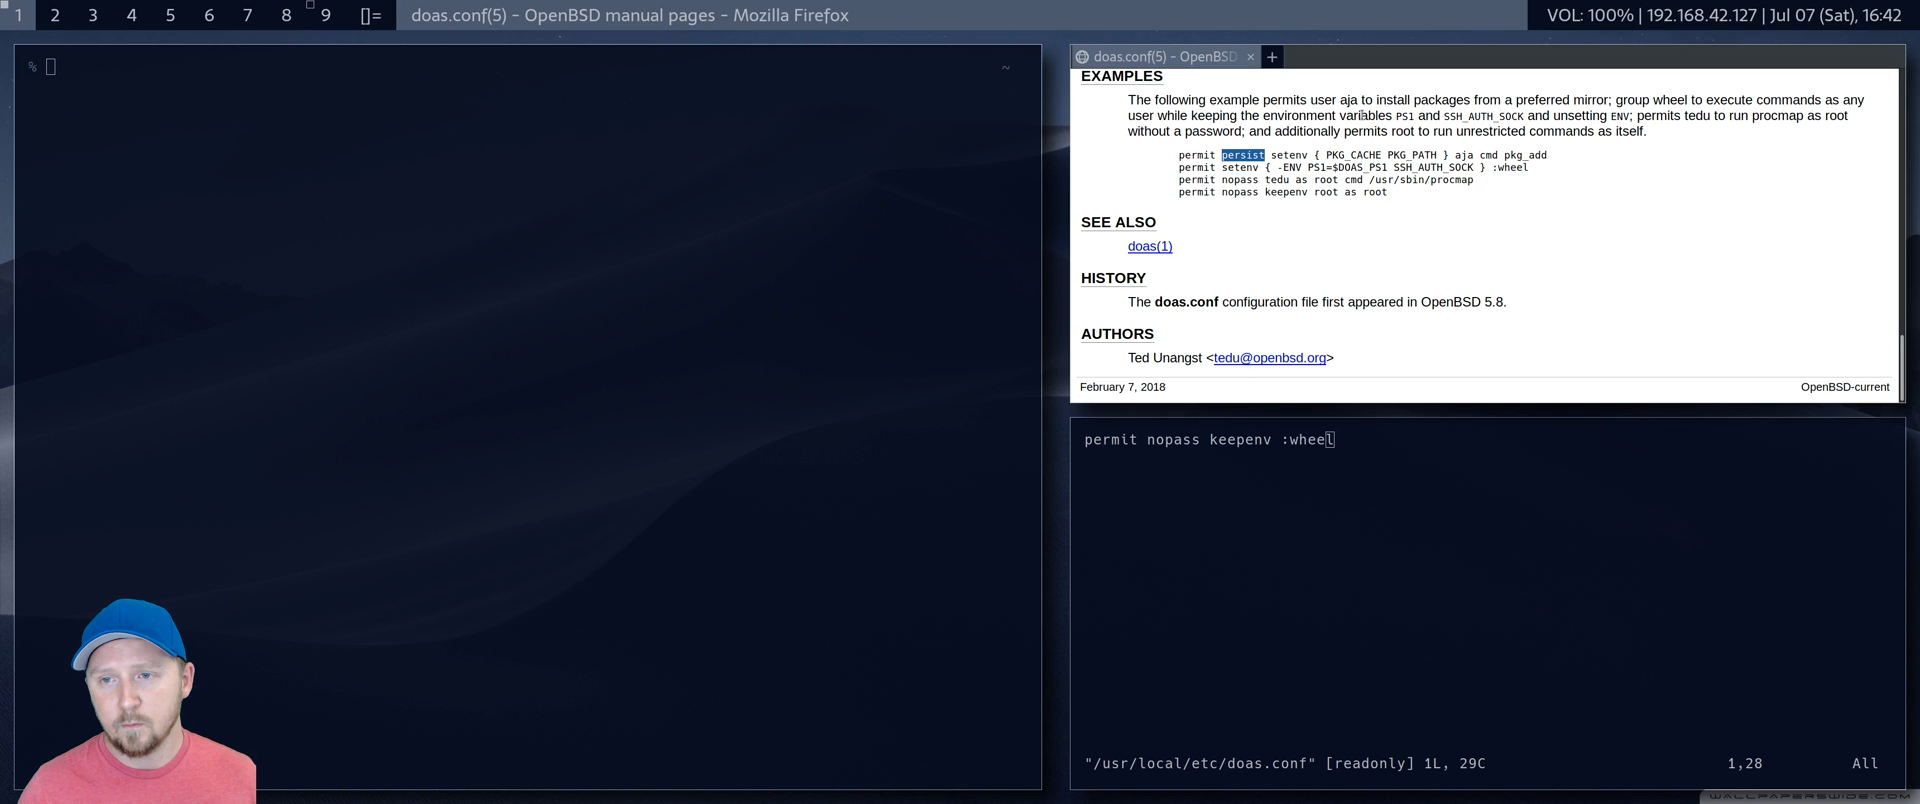 1 2 3 4 5 6 7 8 9 []= doas.conf(5) - OpenBSD manual pages - Mozilla Firefox VOL: 100% | 192.168.42.127 | Jul 07 (Sat), 16:42
% ~
doas.conf(5) - OpenBSD × +
EXAMPLES
The following example permits user aja to install packages from a preferred mirror; group wheel to execute commands as any
user while keeping the environment variables PS1 and SSH_AUTH_SOCK and unsetting ENV; permits tedu to run procmap as root
without a password; and additionally permits root to run unrestricted commands as itself.
permit persist setenv { PKG_CACHE PKG_PATH } aja cmd pkg_add
permit setenv { -ENV PS1=$DOAS_PS1 SSH_AUTH_SOCK } :wheel
permit nopass tedu as root cmd /usr/sbin/procmap
permit nopass keepenv root as root
SEE ALSO
doas(1)
HISTORY
The doas.conf configuration file first appeared in OpenBSD 5.8.
AUTHORS
Ted Unangst <tedu@openbsd.org>
February 7, 2018 OpenBSD-current
permit nopass keepenv :wheel
"/usr/local/etc/doas.conf" [readonly] 1L, 29C 1,28 All
WALLPAPERSWIDE.COM